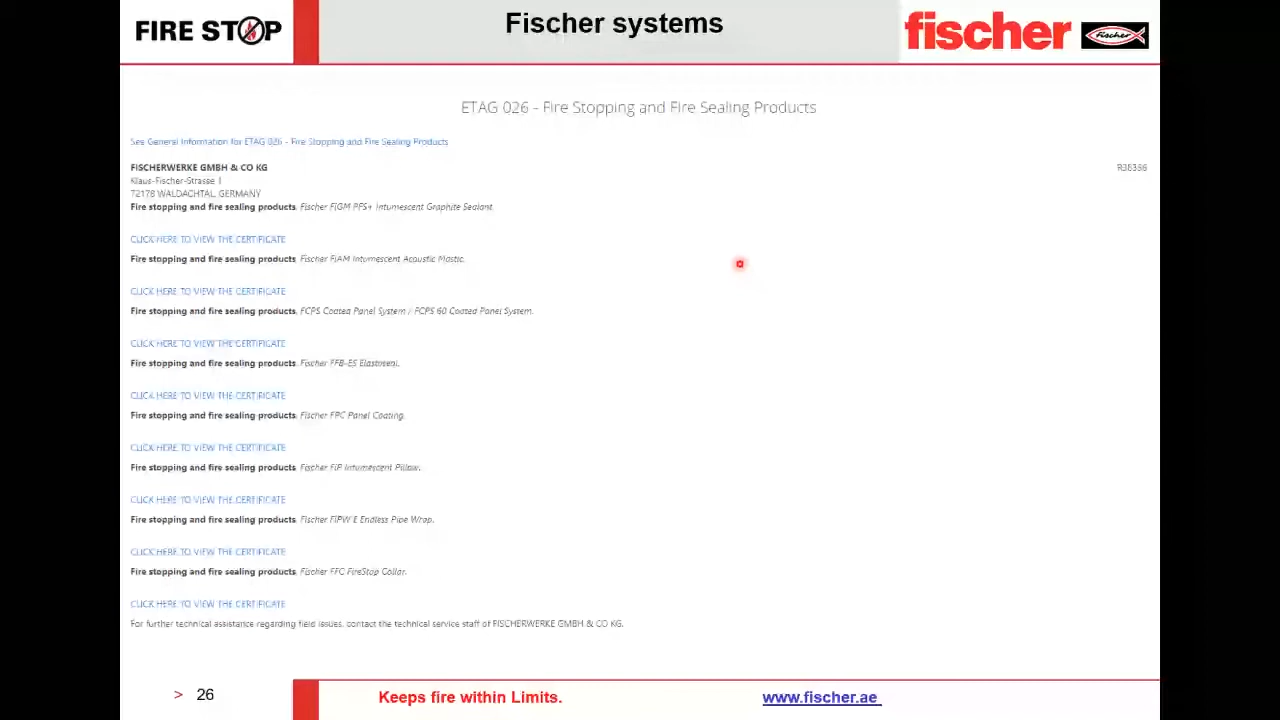 FIRE STOP
Fischer systems
fischer
fischer
ETAG 026 - Fire Stopping and Fire Sealing Products
See General Information for ETAG 026 - Fire Stopping and Fire Sealing Products
FISCHERWERKE GMBH & CO KG
R38396
Klaus-Fischer-Strasse 1
72178 WALDACHTAL, GERMANY
Fire stopping and fire sealing products, Fischer FiGM PFS+ Intumescent Graphite Sealant.
CLICK HERE TO VIEW THE CERTIFICATE
Fire stopping and fire sealing products, Fischer FiAM Intumescent Acoustic Mastic.
CLICK HERE TO VIEW THE CERTIFICATE
Fire stopping and fire sealing products, FCPS Coated Panel System / FCPS 60 Coated Panel System.
CLICK HERE TO VIEW THE CERTIFICATE
Fire stopping and fire sealing products, Fischer FFB-ES
CLICK HERE TO VIEW THE CERTIFICATE
Fire stopping and fire sealing products, Fischer FPC Panel Coating.
CLICK HERE TO VIEW THE CERTIFICATE
Fire stopping and fire sealing products, Fischer FiP Intumescent Pillow.
CLICK HERE TO VIEW THE CERTIFICATE
Fire stopping and fire sealing products, Fischer FiPW-E Endless Pipe Wrap.
CLICK HERE TO VIEW THE CERTIFICATE
Fire stopping and fire sealing products, Fischer FFC FireStop Collar.
CLICK HERE TO VIEW THE CERTIFICATE
For further technical assistance regarding field issues, contact the technical service staff of FISCHERWERKE GMBH & CO KG.
> 26
Keeps fire within Limits.
www.fischer.ae